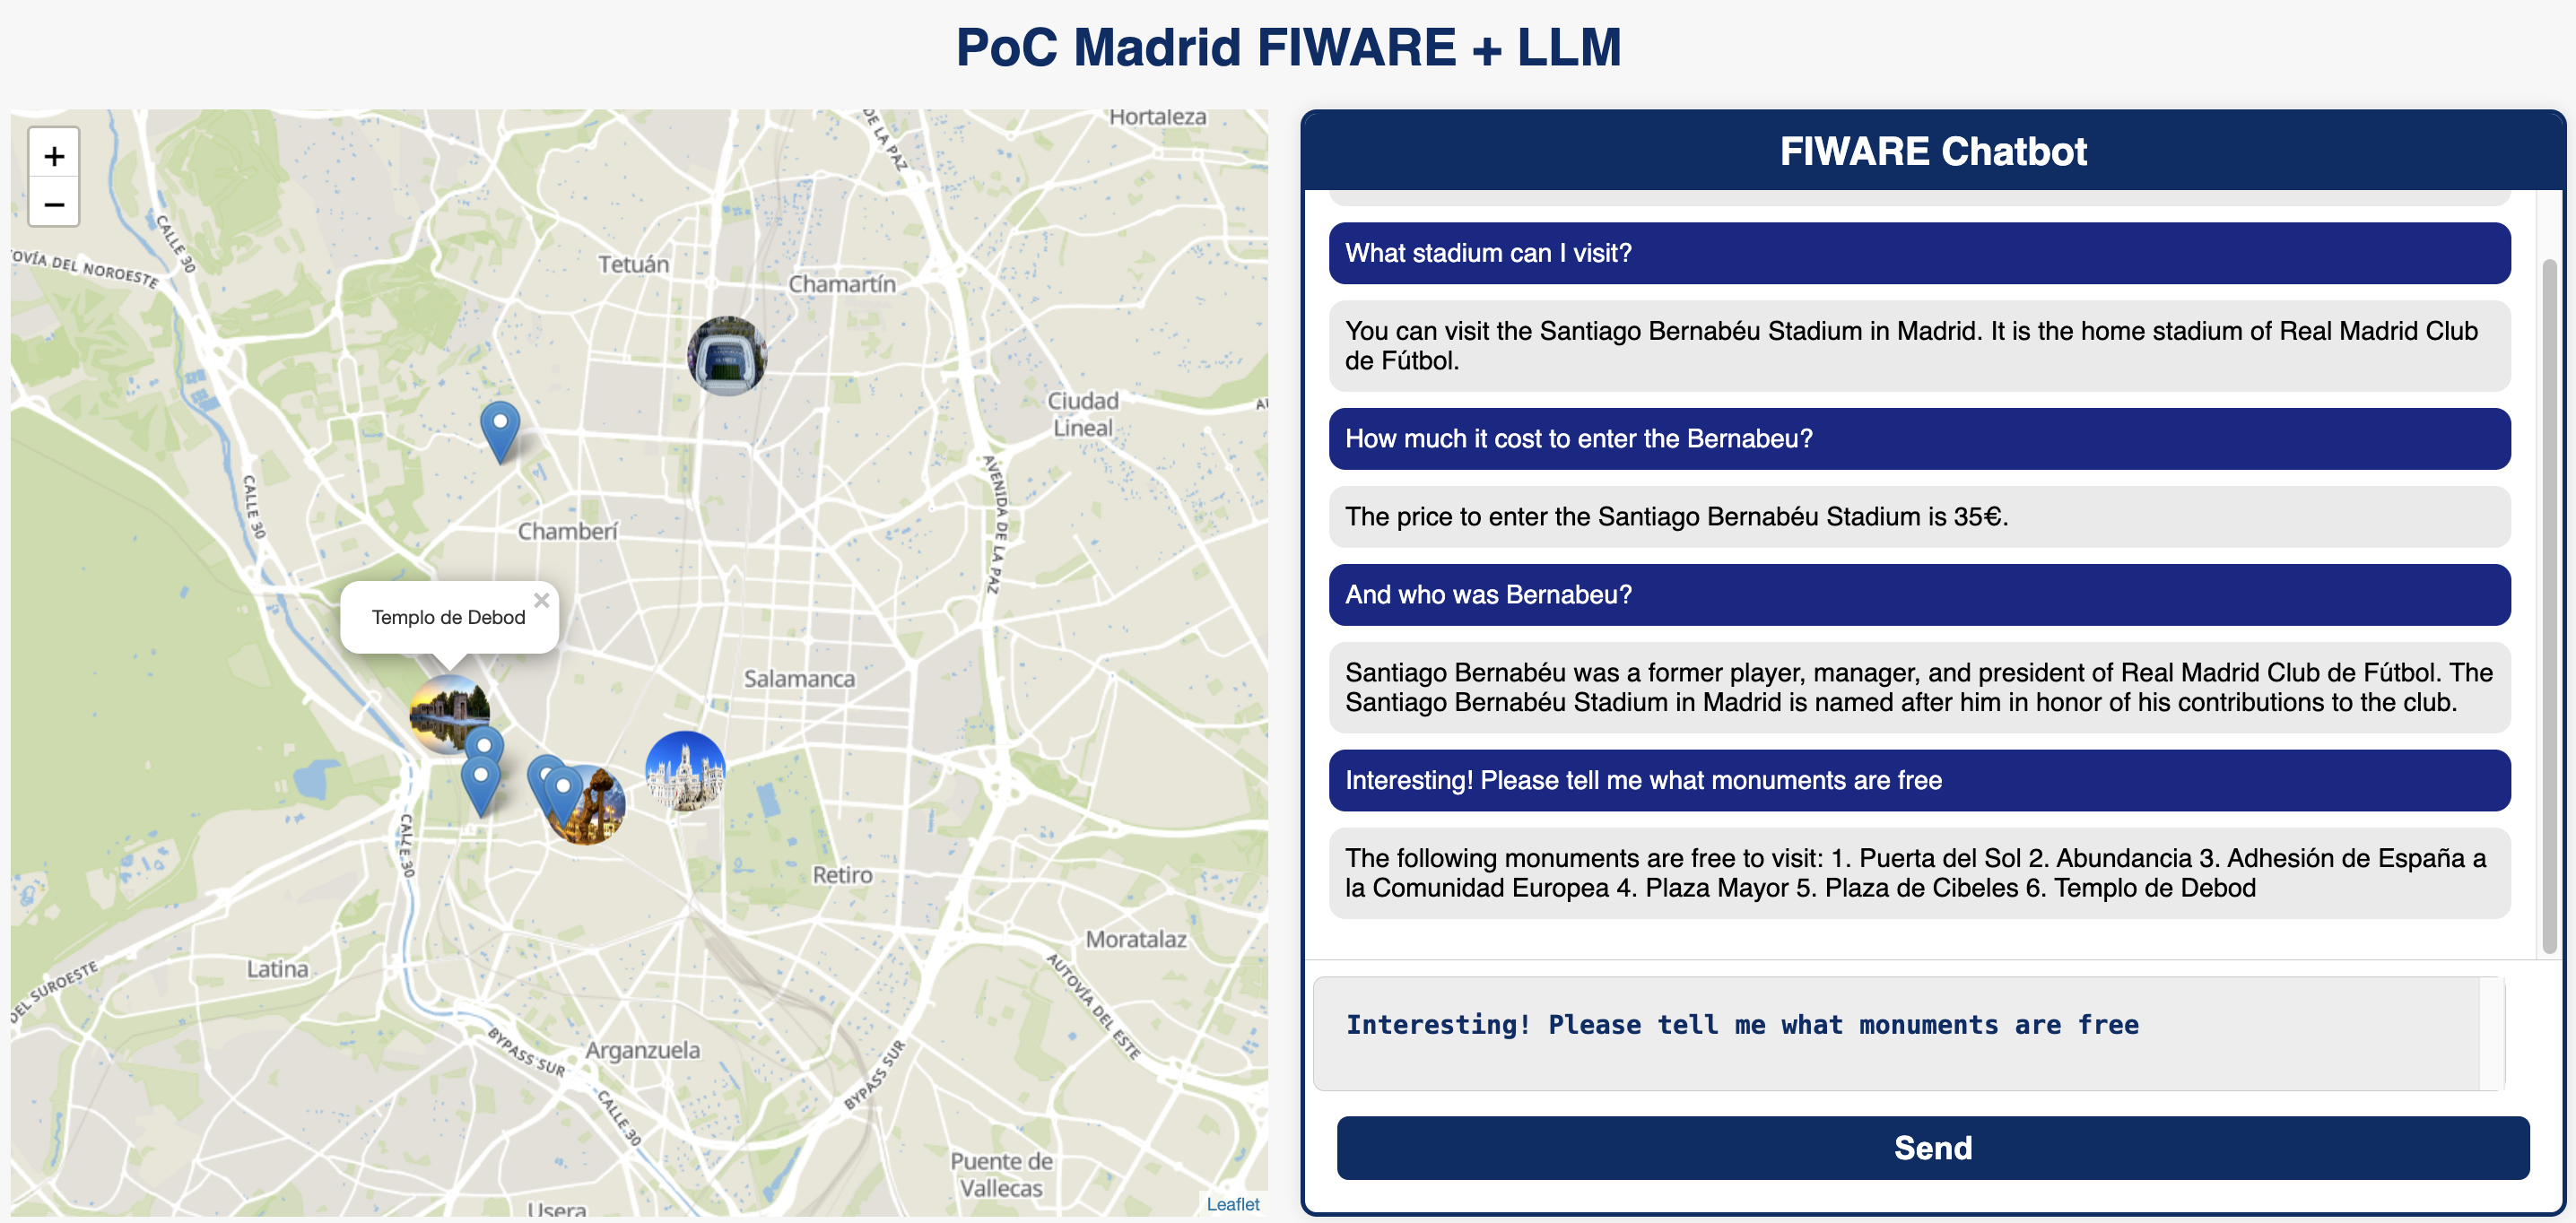 PoC Madrid FIWARE + LLM
+
−
Hortaleza
DE LA PAZ
CALLE 30
OVÍA DEL NOROESTE
Tetuán
Chamartín
Ciudad
Lineal
CALLE 30
AVENIDA DE LA PAZ
Chamberí
Templo de Debod
×
Salamanca
CALLE 30
Retiro
Moratalaz
Latina
DEL SUROESTE
AUTOVÍA DEL ESTE
BYPASS SUR
Arganzuela
BYPASS SUR
CALLE 30
Puente de
Vallecas
Usera
Leaflet
FIWARE Chatbot
What stadium can I visit?
You can visit the Santiago Bernabéu Stadium in Madrid. It is the home stadium of Real Madrid Club
de Fútbol.
How much it cost to enter the Bernabeu?
The price to enter the Santiago Bernabéu Stadium is 35€.
And who was Bernabeu?
Santiago Bernabéu was a former player, manager, and president of Real Madrid Club de Fútbol. The
Santiago Bernabéu Stadium in Madrid is named after him in honor of his contributions to the club.
Interesting! Please tell me what monuments are free
The following monuments are free to visit: 1. Puerta del Sol 2. Abundancia 3. Adhesión de España a
la Comunidad Europea 4. Plaza Mayor 5. Plaza de Cibeles 6. Templo de Debod
Interesting! Please tell me what monuments are free
Send